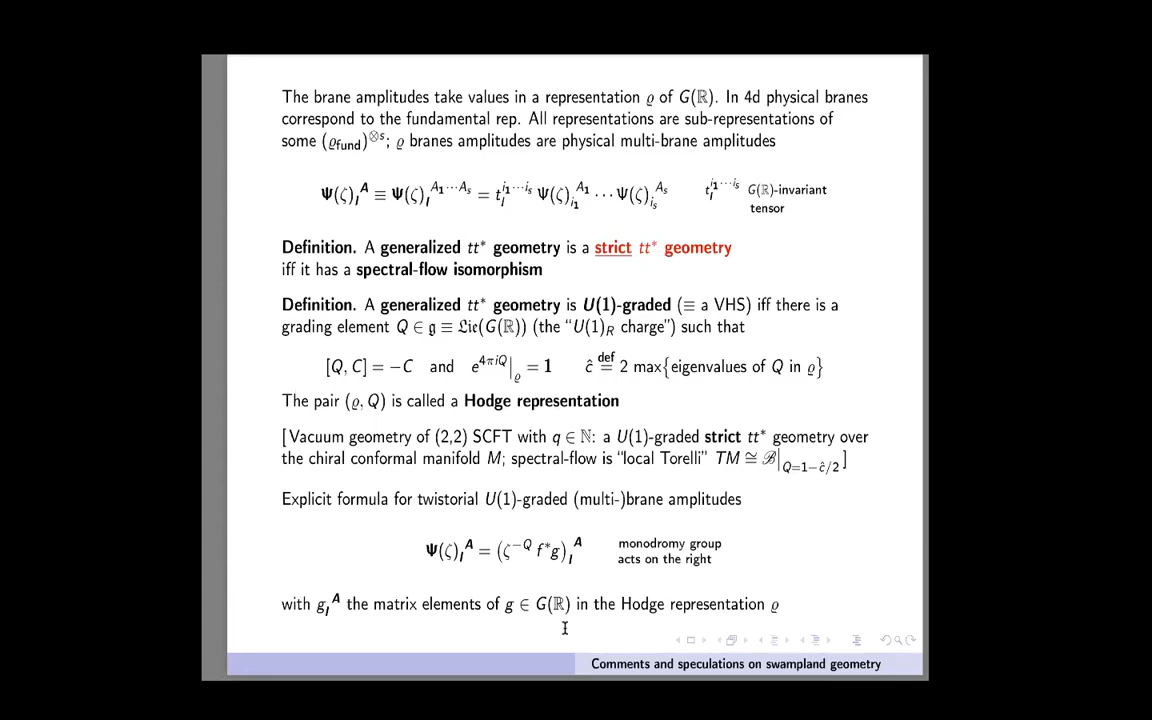 The brane amplitudes take values in a representation ϱ of G(ℝ). In 4d physical branes
correspond to the fundamental rep. All representations are sub-representations of
some (ϱ_fund)^{⊗s}; ϱ branes amplitudes are physical multi-brane amplitudes
Ψ(ζ)_I^A ≡ Ψ(ζ)_I^{A_1···A_s} = t_I^{i_1···i_s} Ψ(ζ)_{i_1}^{A_1} ··· Ψ(ζ)_{i_s}^{A_s} t_I^{i_1···i_s} G(ℝ)-invariant
tensor
Definition. A generalized tt* geometry is a strict tt* geometry
iff it has a spectral-flow isomorphism
Definition. A generalized tt* geometry is U(1)-graded (≡ a VHS) iff there is a
grading element Q ∈ 𝔤 ≡ 𝔏𝔦𝔢(G(ℝ)) (the “U(1)_R charge”) such that
[Q, C] = −C and e^{4πiQ}|_ϱ = 1 ĉ ≝ 2 max{eigenvalues of Q in ϱ}
The pair (ϱ, Q) is called a Hodge representation
[Vacuum geometry of (2,2) SCFT with q ∈ ℕ: a U(1)-graded strict tt* geometry over
the chiral conformal manifold M; spectral-flow is “local Torelli” TM ≅ ℬ|_{Q=1−ĉ/2}]
Explicit formula for twistorial U(1)-graded (multi-)brane amplitudes
Ψ(ζ)_I^A = (ζ^{−Q} f*g)_I^A monodromy group
acts on the right
with g_I^A the matrix elements of g ∈ G(ℝ) in the Hodge representation ϱ
Comments and speculations on swampland geometry